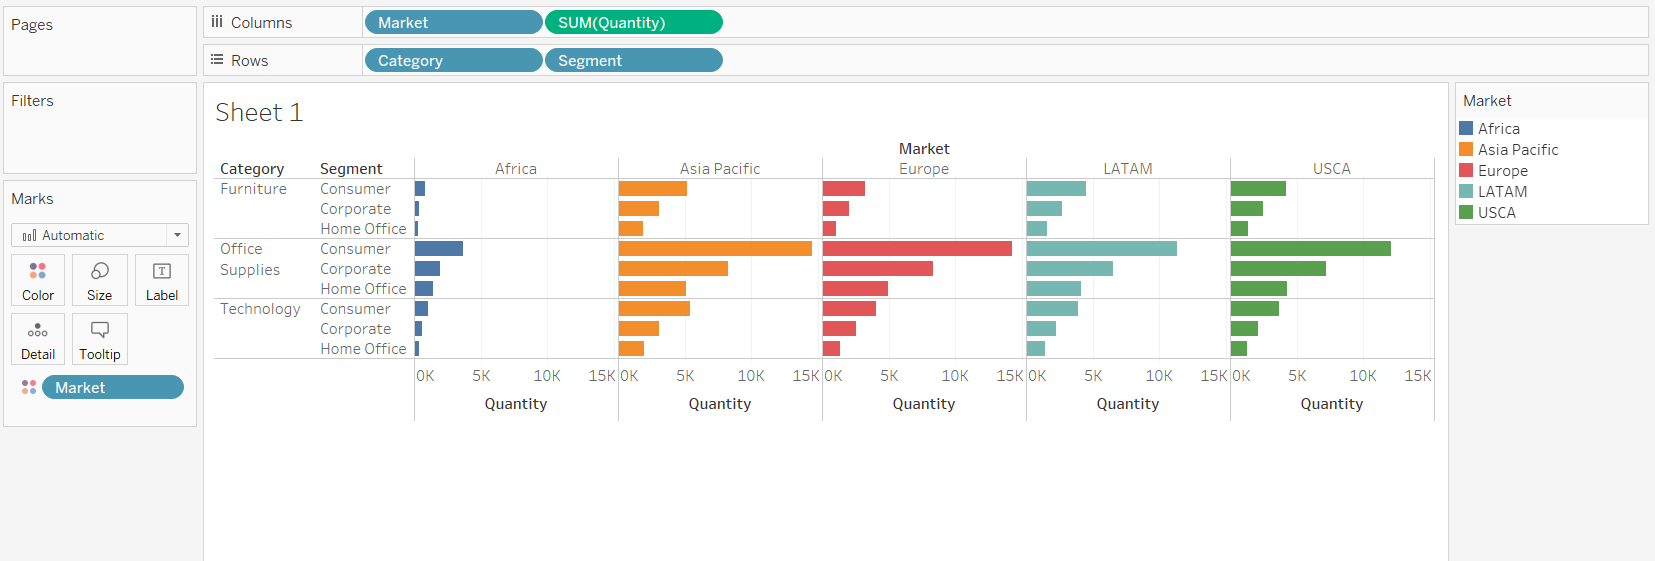 Pages
Columns Market SUM(Quantity)
Rows Category Segment
Filters
Marks
Automatic
Color Size Label
Detail Tooltip
Market
Sheet 1
Market
Category Segment Africa Asia Pacific Europe LATAM USCA
Furniture Consumer
Corporate
Home Office
Office Consumer
Supplies Corporate
Home Office
Technology Consumer
Corporate
Home Office
0K 5K 10K 15K 0K 5K 10K 15K 0K 5K 10K 15K 0K 5K 10K 15K 0K 5K 10K 15K
Quantity Quantity Quantity Quantity Quantity
Market
Africa
Asia Pacific
Europe
LATAM
USCA